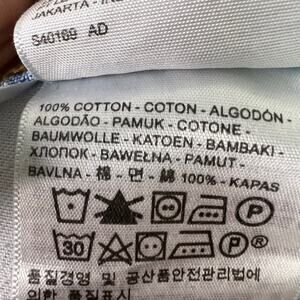 JAKARTA - IN
S40169 AD
100% COTTON - COTON - ALGODÓN -
ALGODÃO - PAMUK - COTONE -
BAUMWOLLE - KATOEN - BAMBAKI -
ХЛОПОК - BAWEŁNA - PAMUT -
BAVLNA - 棉 - 면 - 綿 100% - KAPAS
P
30 P
품질경영 및 공산품안전관리법에
의한 품질표시